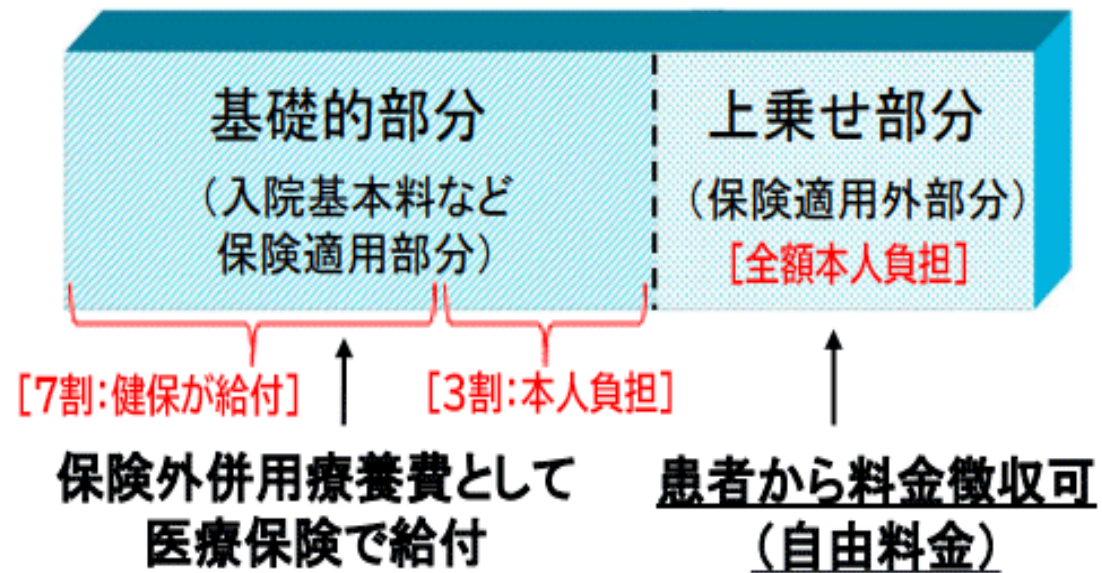 基礎的部分
（入院基本料など
保険適用部分）
上乗せ部分
（保険適用外部分）
[全額本人負担]
[7割：健保が給付]
[3割：本人負担]
保険外併用療養費として
医療保険で給付
患者から料金徴収可
（自由料金）